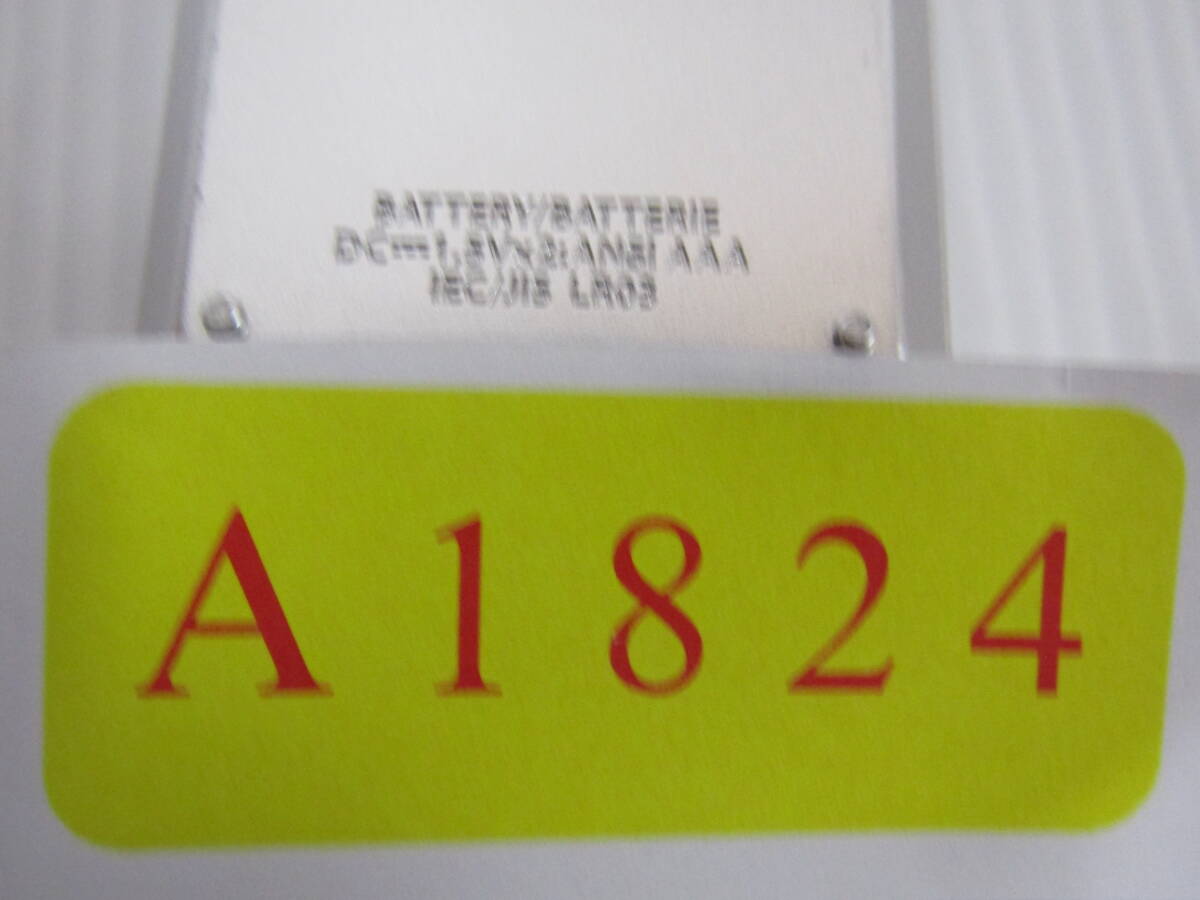 BATTERY/BATTERIE
DC⎓1.5V×2:ANSI AAA
IEC/JIS LR03
A1824